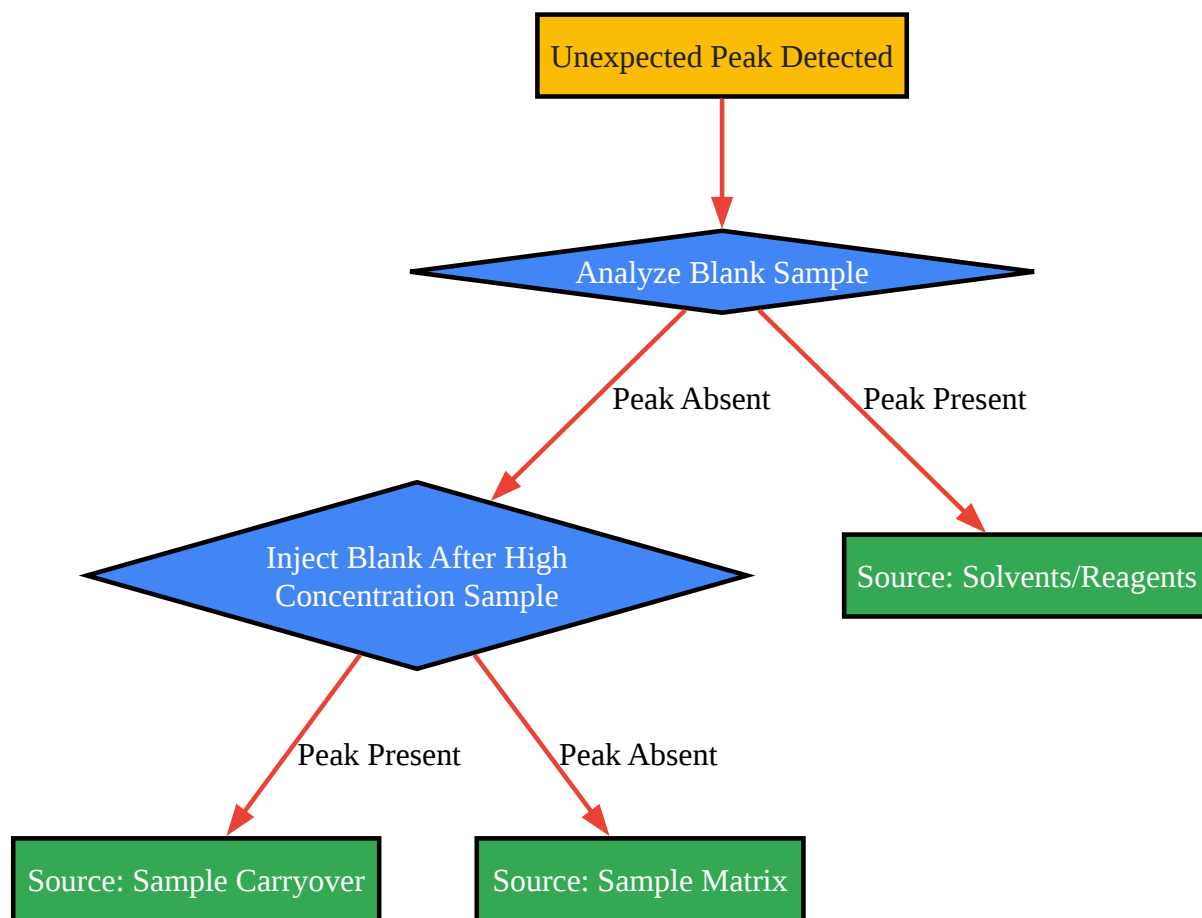 Unexpected Peak Detected
Analyze Blank Sample
Peak Absent
Peak Present
Inject Blank After High
Concentration Sample
Source: Solvents/Reagents
Peak Present
Peak Absent
Source: Sample Carryover
Source: Sample Matrix